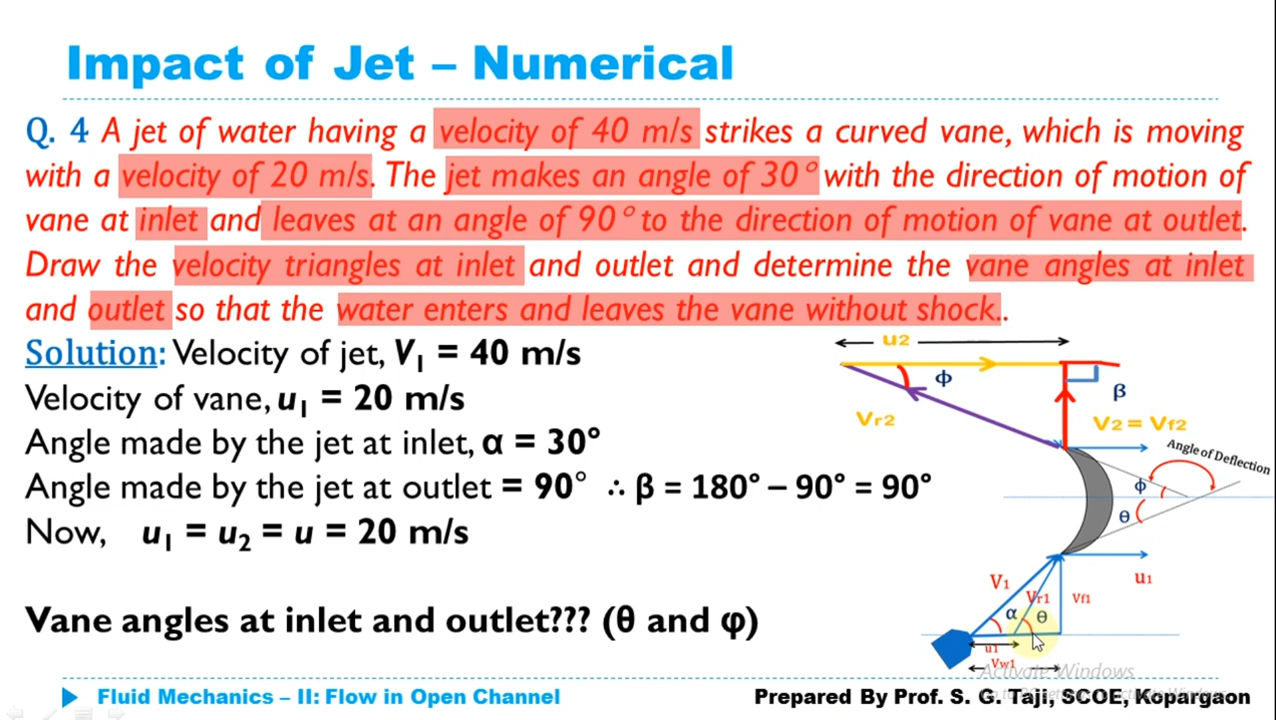 Impact of Jet – Numerical
Q. 4 A jet of water having a velocity of 40 m/s strikes a curved vane, which is moving
with a velocity of 20 m/s. The jet makes an angle of 30° with the direction of motion of
vane at inlet and leaves at an angle of 90° to the direction of motion of vane at outlet.
Draw the velocity triangles at inlet and outlet and determine the vane angles at inlet
and outlet so that the water enters and leaves the vane without shock..
Solution: Velocity of jet, V₁ = 40 m/s
Velocity of vane, u₁ = 20 m/s
Angle made by the jet at inlet, α = 30°
Angle made by the jet at outlet = 90° ∴ β = 180° – 90° = 90°
Now, u₁ = u₂ = u = 20 m/s
Vane angles at inlet and outlet??? (θ and φ)
u2
Φ
β
Vr2
V2 = Vf2
Angle of Deflection
Φ
θ
V1
u1
Vr1
Vf1
α
θ
u1
Vw1
Activate Windows
Fluid Mechanics – II: Flow in Open Channel
Prepared By Prof. S. G. Taji, SCOE, Kopargaon